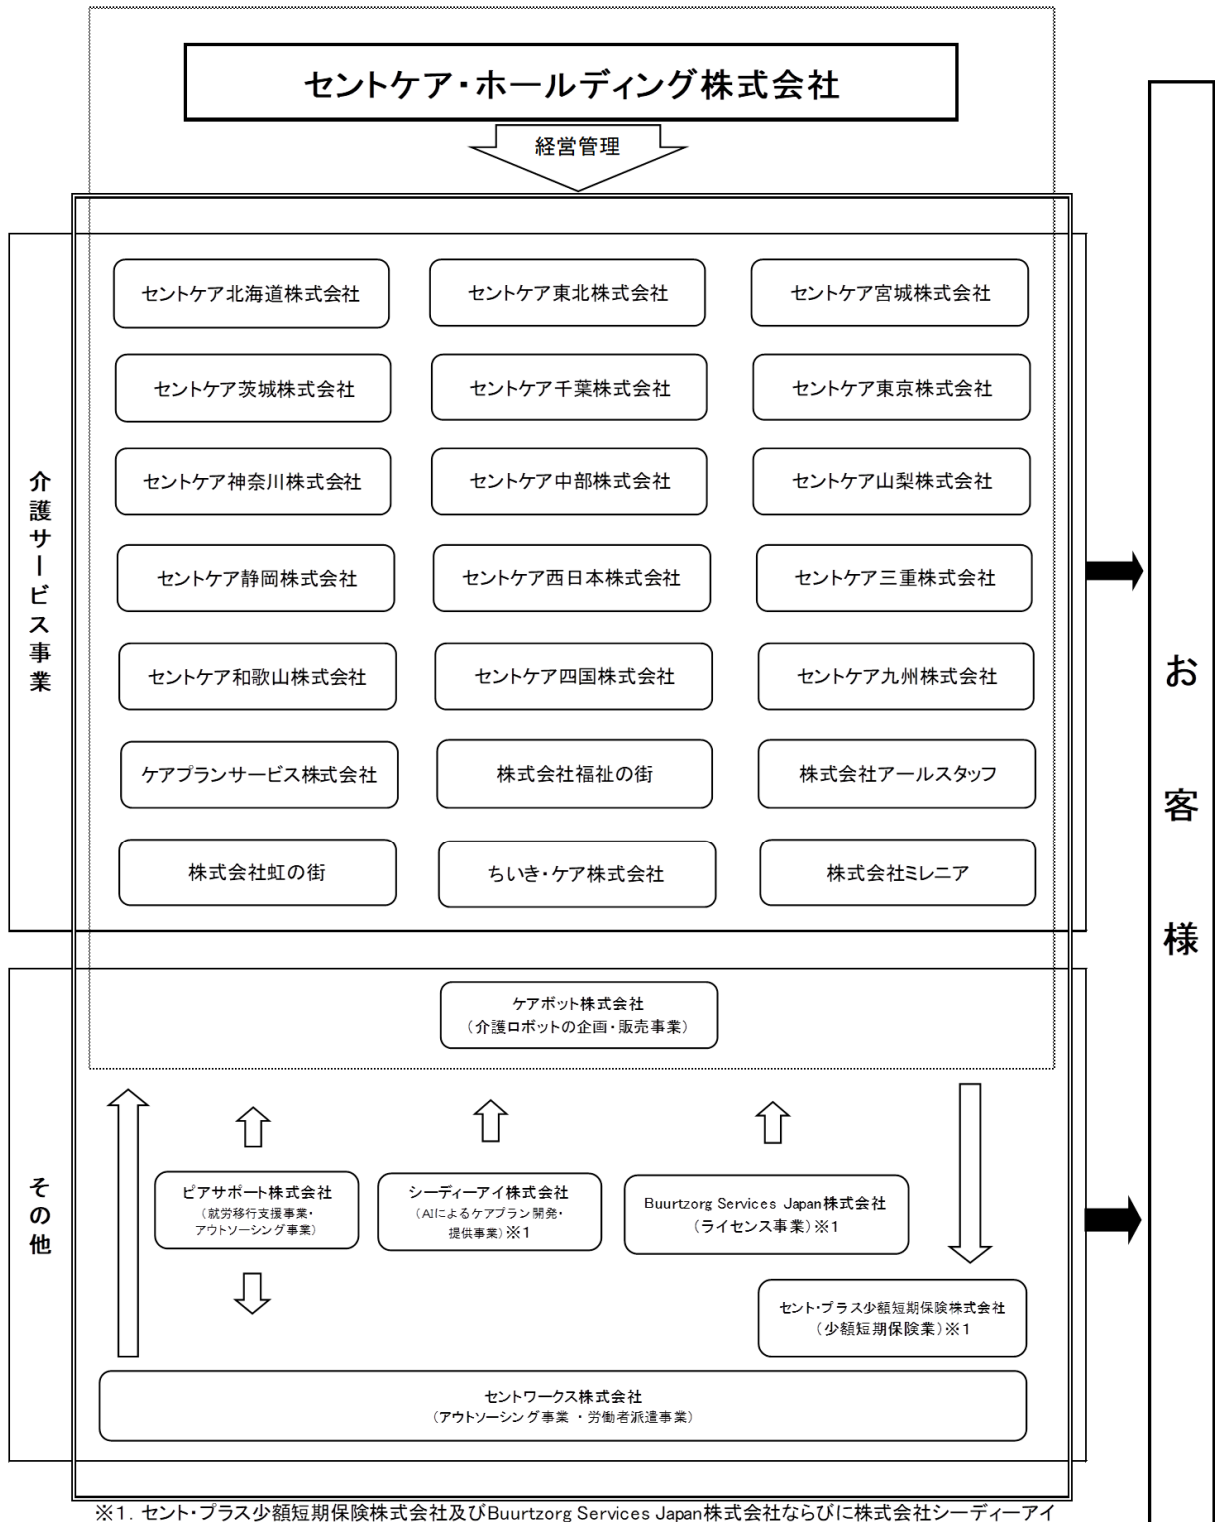 セントケア・ホールディング株式会社
経営管理
介護サービス事業
セントケア北海道株式会社
セントケア東北株式会社
セントケア宮城株式会社
セントケア茨城株式会社
セントケア千葉株式会社
セントケア東京株式会社
セントケア神奈川株式会社
セントケア中部株式会社
セントケア山梨株式会社
セントケア静岡株式会社
セントケア西日本株式会社
セントケア三重株式会社
セントケア和歌山株式会社
セントケア四国株式会社
セントケア九州株式会社
ケアプランサービス株式会社
株式会社福祉の街
株式会社アールスタッフ
株式会社虹の街
ちいき・ケア株式会社
株式会社ミレニア
お客様
その他
ケアボット株式会社
（介護ロボットの企画・販売事業）
ピアサポート株式会社
（就労移行支援事業・
アウトソーシング事業）
シーディーアイ株式会社
（AIによるケアプラン開発・
提供事業）※1
Buurtzorg Services Japan株式会社
（ライセンス事業）※1
セント・プラス少額短期保険株式会社
（少額短期保険業）※1
セントワークス株式会社
（アウトソーシング事業 ・労働者派遣事業）
※1．セント・プラス少額短期保険株式会社及びBuurtzorg Services Japan株式会社ならびに株式会社シーディーアイ